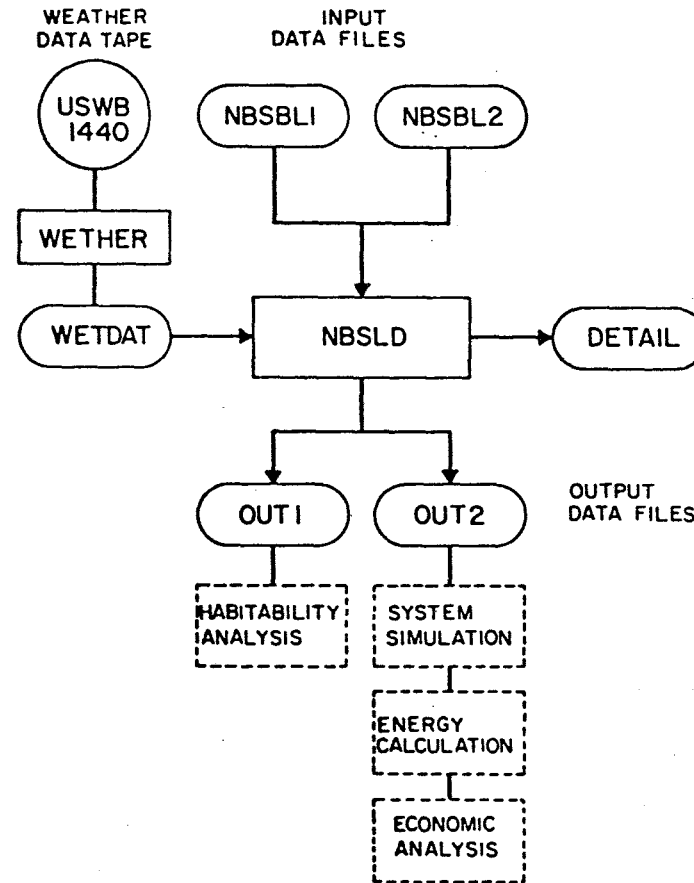 WEATHER
DATA TAPE
INPUT
DATA FILES
USWB
1440
NBSBL1
NBSBL2
WETHER
WETDAT
NBSLD
DETAIL
OUT1
OUT2
OUTPUT
DATA FILES
HABITABILITY
ANALYSIS
SYSTEM
SIMULATION
ENERGY
CALCULATION
ECONOMIC
ANALYSIS